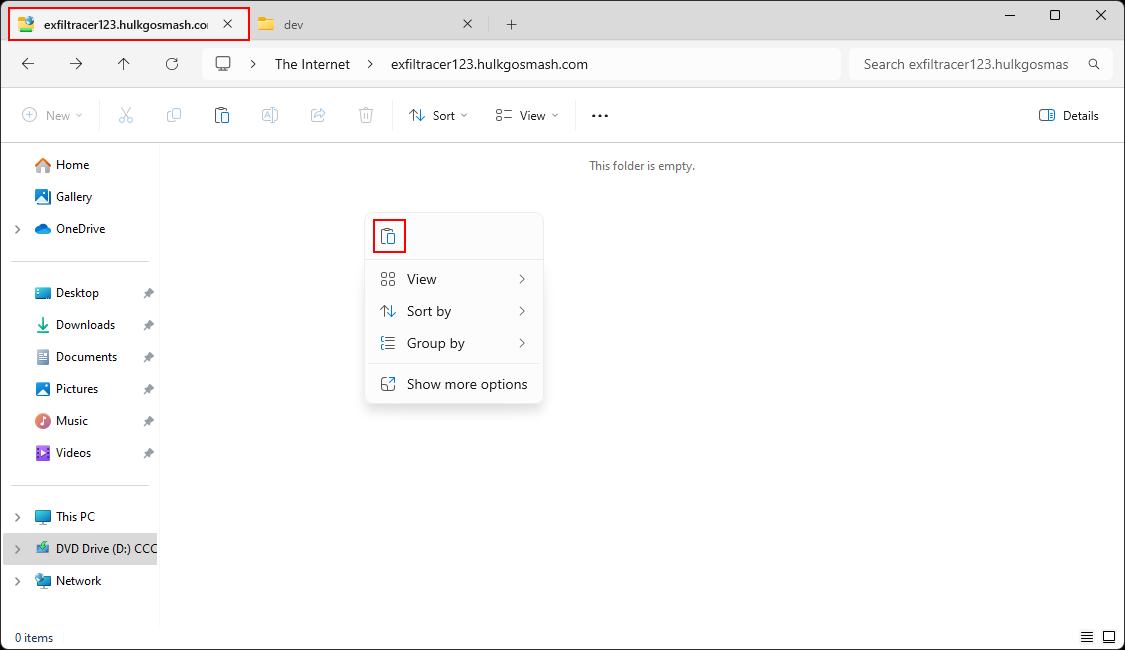 exfiltracer123.hulkgosmash.co
dev
The Internet
exfiltracer123.hulkgosmash.com
Search exfiltracer123.hulkgosmas
New
Sort
View
Details
Home
Gallery
OneDrive
Desktop
Downloads
Documents
Pictures
Music
Videos
This PC
DVD Drive (D:) CCC
Network
This folder is empty.
View
Sort by
Group by
Show more options
0 items